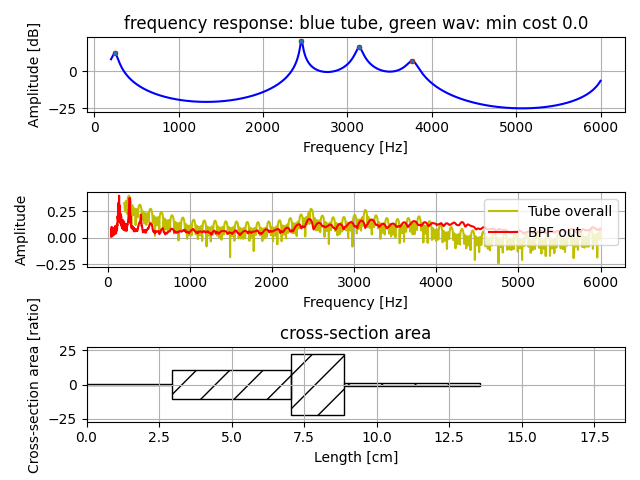 frequency response: blue tube, green wav: min cost 0.0
Amplitude [dB]
0
−25
0 1000 2000 3000 4000 5000 6000
Frequency [Hz]
Amplitude
0.25
0.00
−0.25
Tube overall
BPF out
0 1000 2000 3000 4000 5000 6000
Frequency [Hz]
cross-section area
Cross-section area [ratio]
25
0
−25
0.0 2.5 5.0 7.5 10.0 12.5 15.0 17.5
Length [cm]